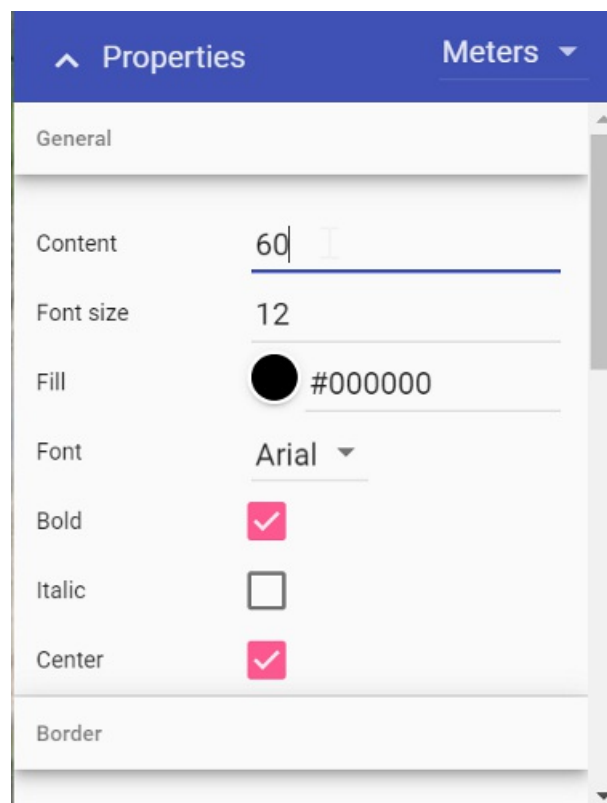 Properties Meters
General
Content 60
Font size 12
Fill #000000
Font Arial
Bold
Italic
Center
Border